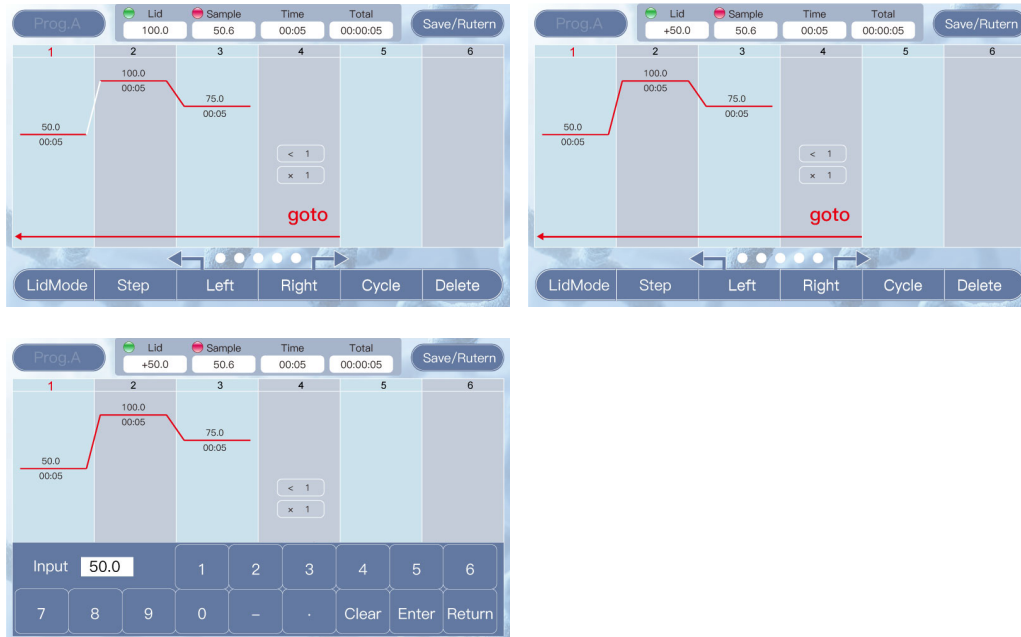 Prog.A Lid Sample Time Total Save/Rutern
100.0 50.6 00:05 00:00:05
1 2 3 4 5 6
100.0
00:05
75.0
00:05
50.0
00:05
< 1
× 1
goto
LidMode Step Left Right Cycle Delete
Prog.A Lid Sample Time Total Save/Rutern
+50.0 50.6 00:05 00:00:05
1 2 3 4 5 6
100.0
00:05
75.0
00:05
50.0
00:05
< 1
× 1
goto
LidMode Step Left Right Cycle Delete
Prog.A Lid Sample Time Total Save/Rutern
+50.0 50.6 00:05 00:00:05
1 2 3 4 5 6
100.0
00:05
75.0
00:05
50.0
00:05
< 1
× 1
Input 50.0 1 2 3 4 5 6
7 8 9 0 – · Clear Enter Return